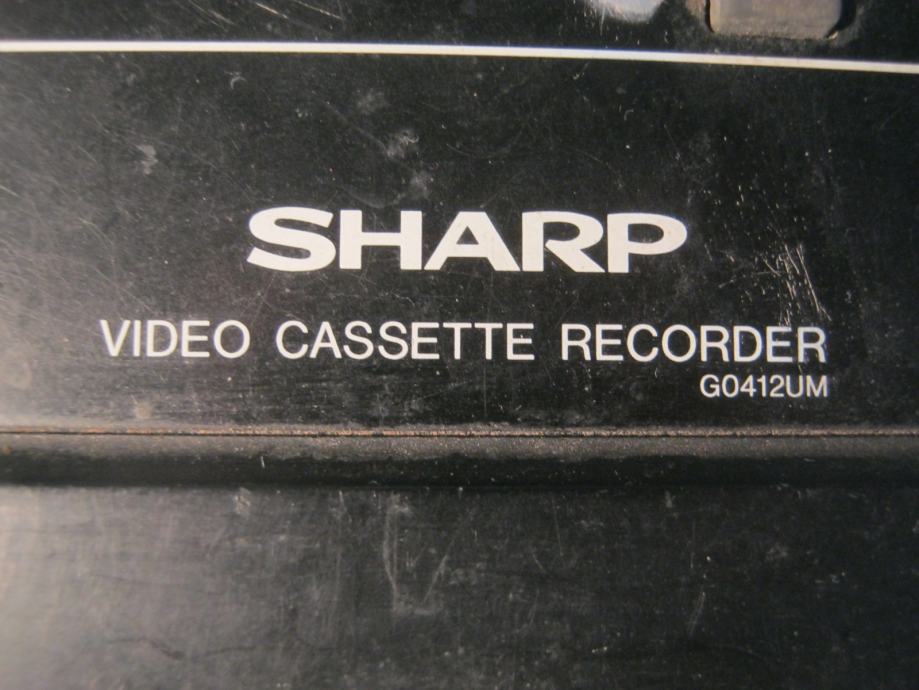 SHARP
VIDEO CASSETTE RECORDER
G0412UM